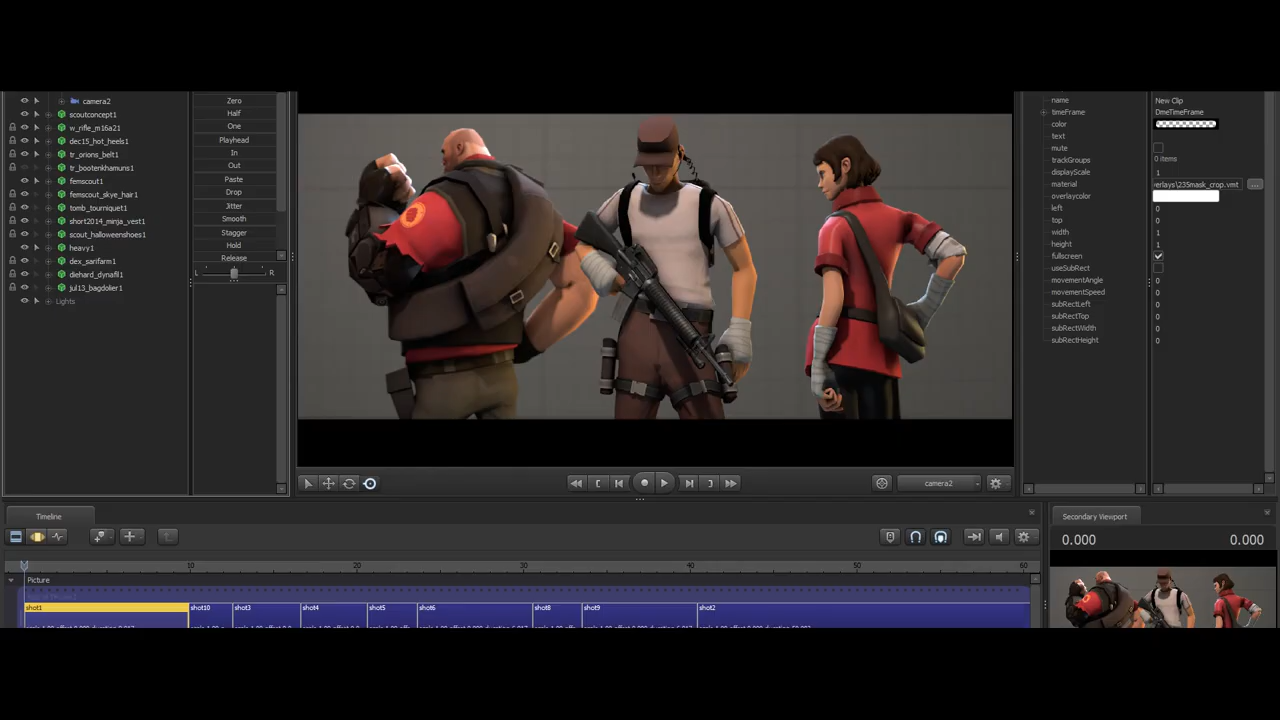 camera2
scoutconcept1
w_rifle_m16a21
dec15_hot_heels1
tr_orions_belt1
tr_bootenkhamuns1
femscout1
femscout_skye_hair1
tomb_tourniquet1
short2014_minja_vest1
scout_halloweenshoes1
heavy1
dex_sarifarm1
diehard_dynafil1
jul13_bagdolier1
Lights
Zero
Half
One
Playhead
In
Out
Paste
Drop
Jitter
Smooth
Stagger
Hold
Release
L R
name New Clip
timeFrame DmeTimeFrame
color
text
mute
trackGroups 0 items
displayScale 1
material erlays\235mask_crop.vmt ...
overlaycolor
left 0
top 0
width 1
height 1
fullscreen
useSubRect
movementAngle 0
movementSpeed 0
subRectLeft 0
subRectTop 0
subRectWidth 0
subRectHeight 0
camera2
Timeline
10 20 30 40 50 60
Picture
shot1 shot10 shot3 shot4 shot5 shot6 shot8 shot9 shot2
Secondary Viewport
0.000 0.000